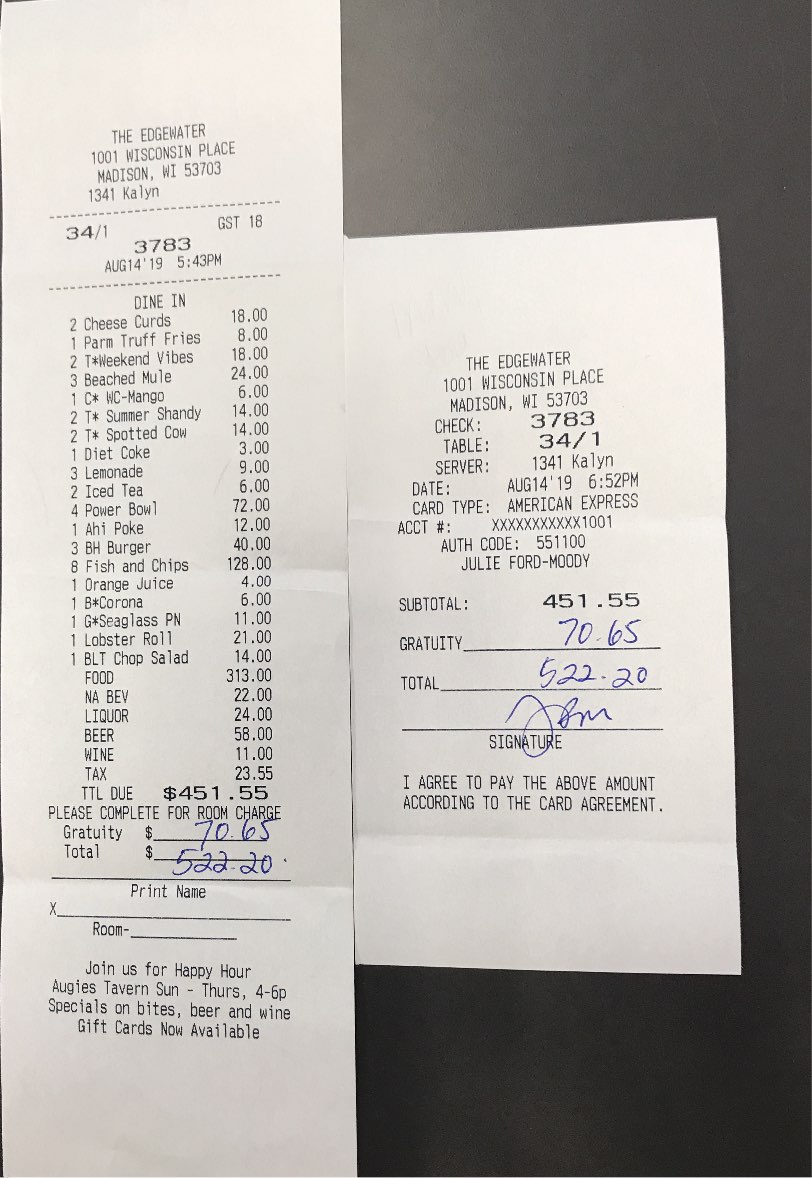 THE EDGEWATER
1001 WISCONSIN PLACE
MADISON, WI 53703
1341 Kalyn
34/1 GST 18
3783
AUG14'19 5:43PM
DINE IN
2 Cheese Curds 18.00
1 Parm Truff Fries 8.00
2 T*Weekend Vibes 18.00
3 Beached Mule 24.00
1 C* WC-Mango 6.00
2 T* Summer Shandy 14.00
2 T* Spotted Cow 14.00
1 Diet Coke 3.00
3 Lemonade 9.00
2 Iced Tea 6.00
4 Power Bowl 72.00
1 Ahi Poke 12.00
3 BH Burger 40.00
8 Fish and Chips 128.00
1 Orange Juice 4.00
1 B*Corona 6.00
1 G*Seaglass PN 11.00
1 Lobster Roll 21.00
1 BLT Chop Salad 14.00
FOOD 313.00
NA BEV 22.00
LIQUOR 24.00
BEER 58.00
WINE 11.00
TAX 23.55
TTL DUE $451.55
PLEASE COMPLETE FOR ROOM CHARGE
Gratuity $ 70.65
Total $ 522.20
Print Name
X
Room-
Join us for Happy Hour
Augies Tavern Sun - Thurs, 4-6p
Specials on bites, beer and wine
Gift Cards Now Available
THE EDGEWATER
1001 WISCONSIN PLACE
MADISON, WI 53703
CHECK: 3783
TABLE: 34/1
SERVER: 1341 Kalyn
DATE: AUG14'19 6:52PM
CARD TYPE: AMERICAN EXPRESS
ACCT #: XXXXXXXXXXX1001
AUTH CODE: 551100
JULIE FORD-MOODY
SUBTOTAL: 451.55
GRATUITY 70.65
TOTAL 522.20
SIGNATURE
I AGREE TO PAY THE ABOVE AMOUNT
ACCORDING TO THE CARD AGREEMENT.